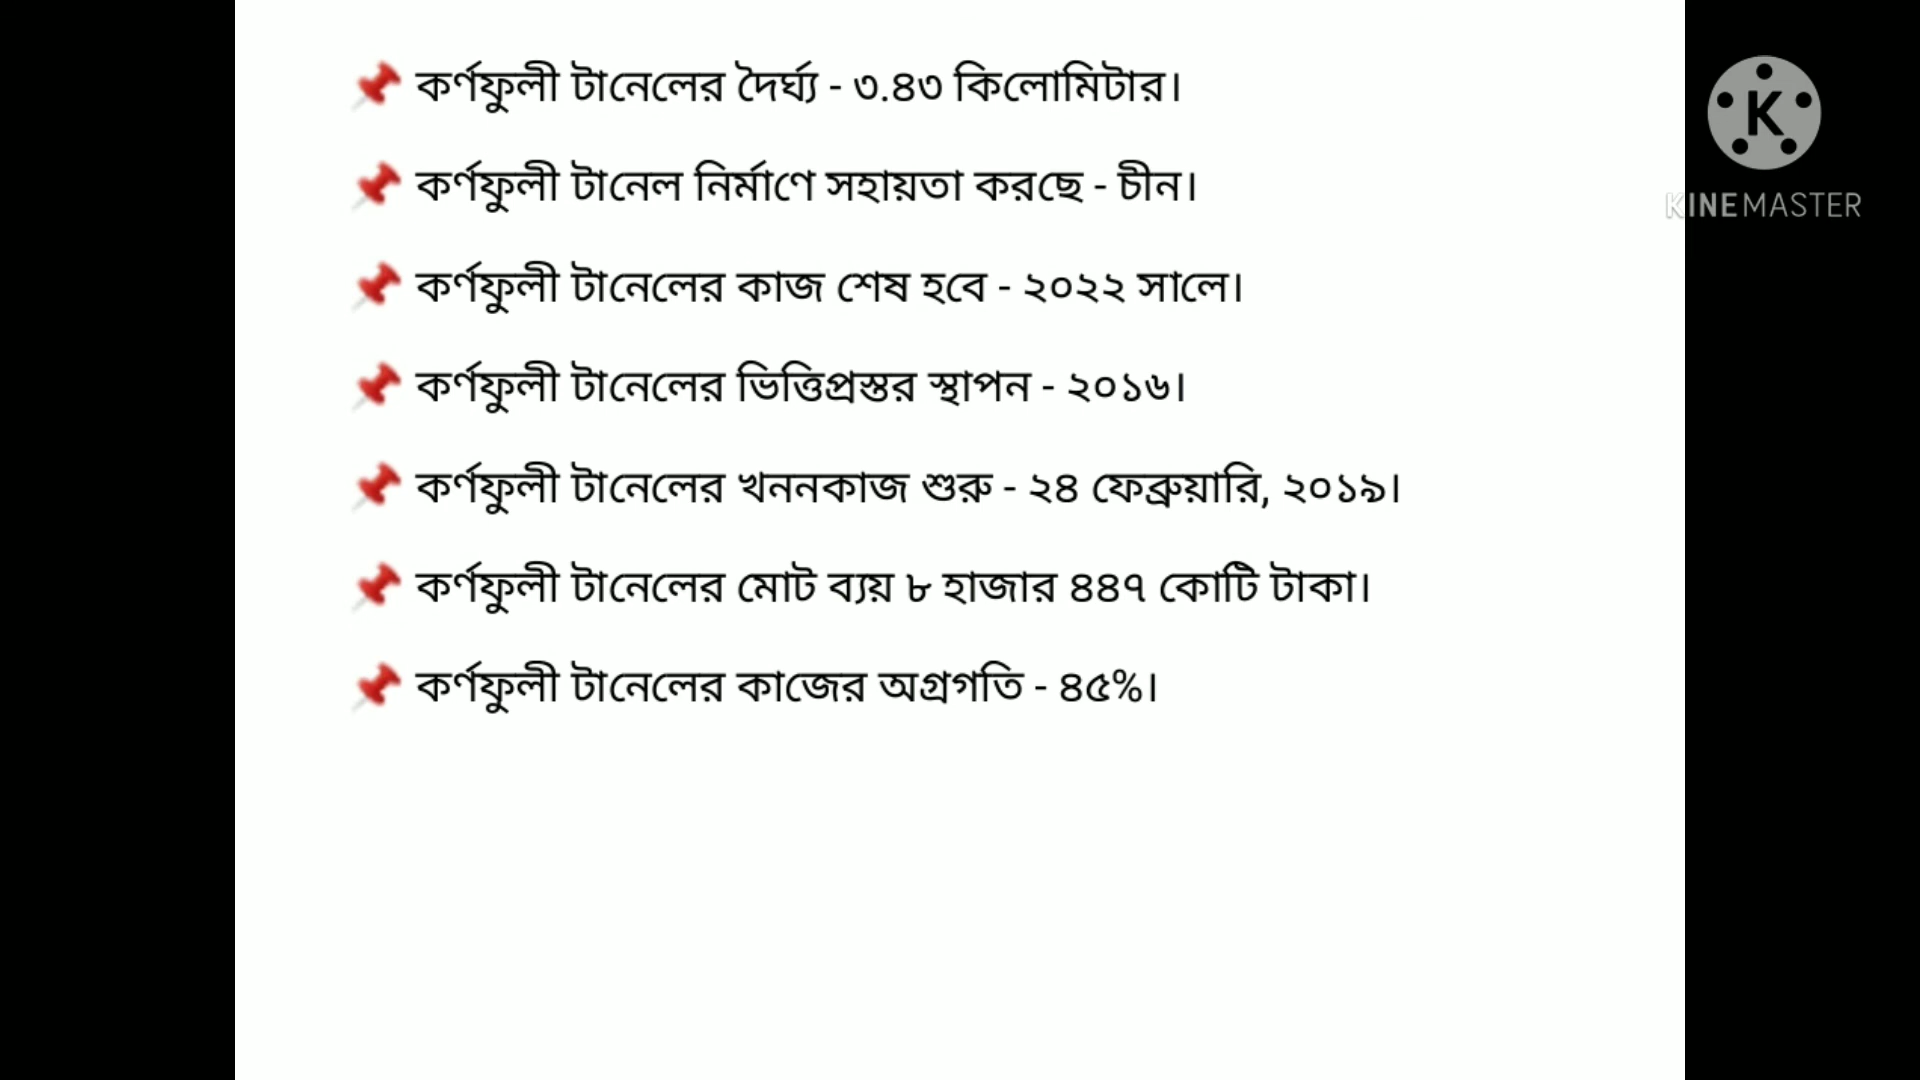 📌 কর্ণফুলী টানেলের দৈর্ঘ্য - ৩.৪৩ কিলোমিটার।
📌 কর্ণফুলী টানেল নির্মাণে সহায়তা করছে - চীন।
📌 কর্ণফুলী টানেলের কাজ শেষ হবে - ২০২২ সালে।
📌 কর্ণফুলী টানেলের ভিত্তিপ্রস্তর স্থাপন - ২০১৬।
📌 কর্ণফুলী টানেলের খননকাজ শুরু - ২৪ ফেব্রুয়ারি, ২০১৯।
📌 কর্ণফুলী টানেলের মোট ব্যয় ৮ হাজার ৪৪৭ কোটি টাকা।
📌 কর্ণফুলী টানেলের কাজের অগ্রগতি - ৪৫%।
K
KINEMASTER